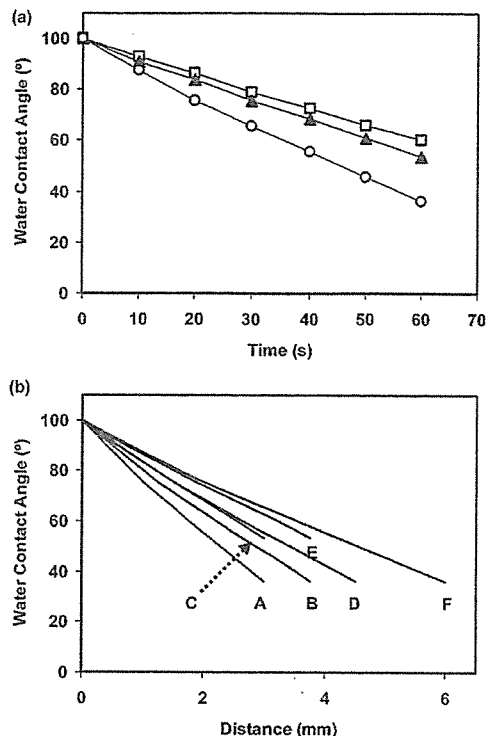 (a)
Water Contact Angle (º)
100
80
60
40
20
0
0 10 20 30 40 50 60 70
Time (s)
(b)
Water Contact Angle (º)
100
80
60
40
20
0
E
C A B D F
0 2 4 6
Distance (mm)